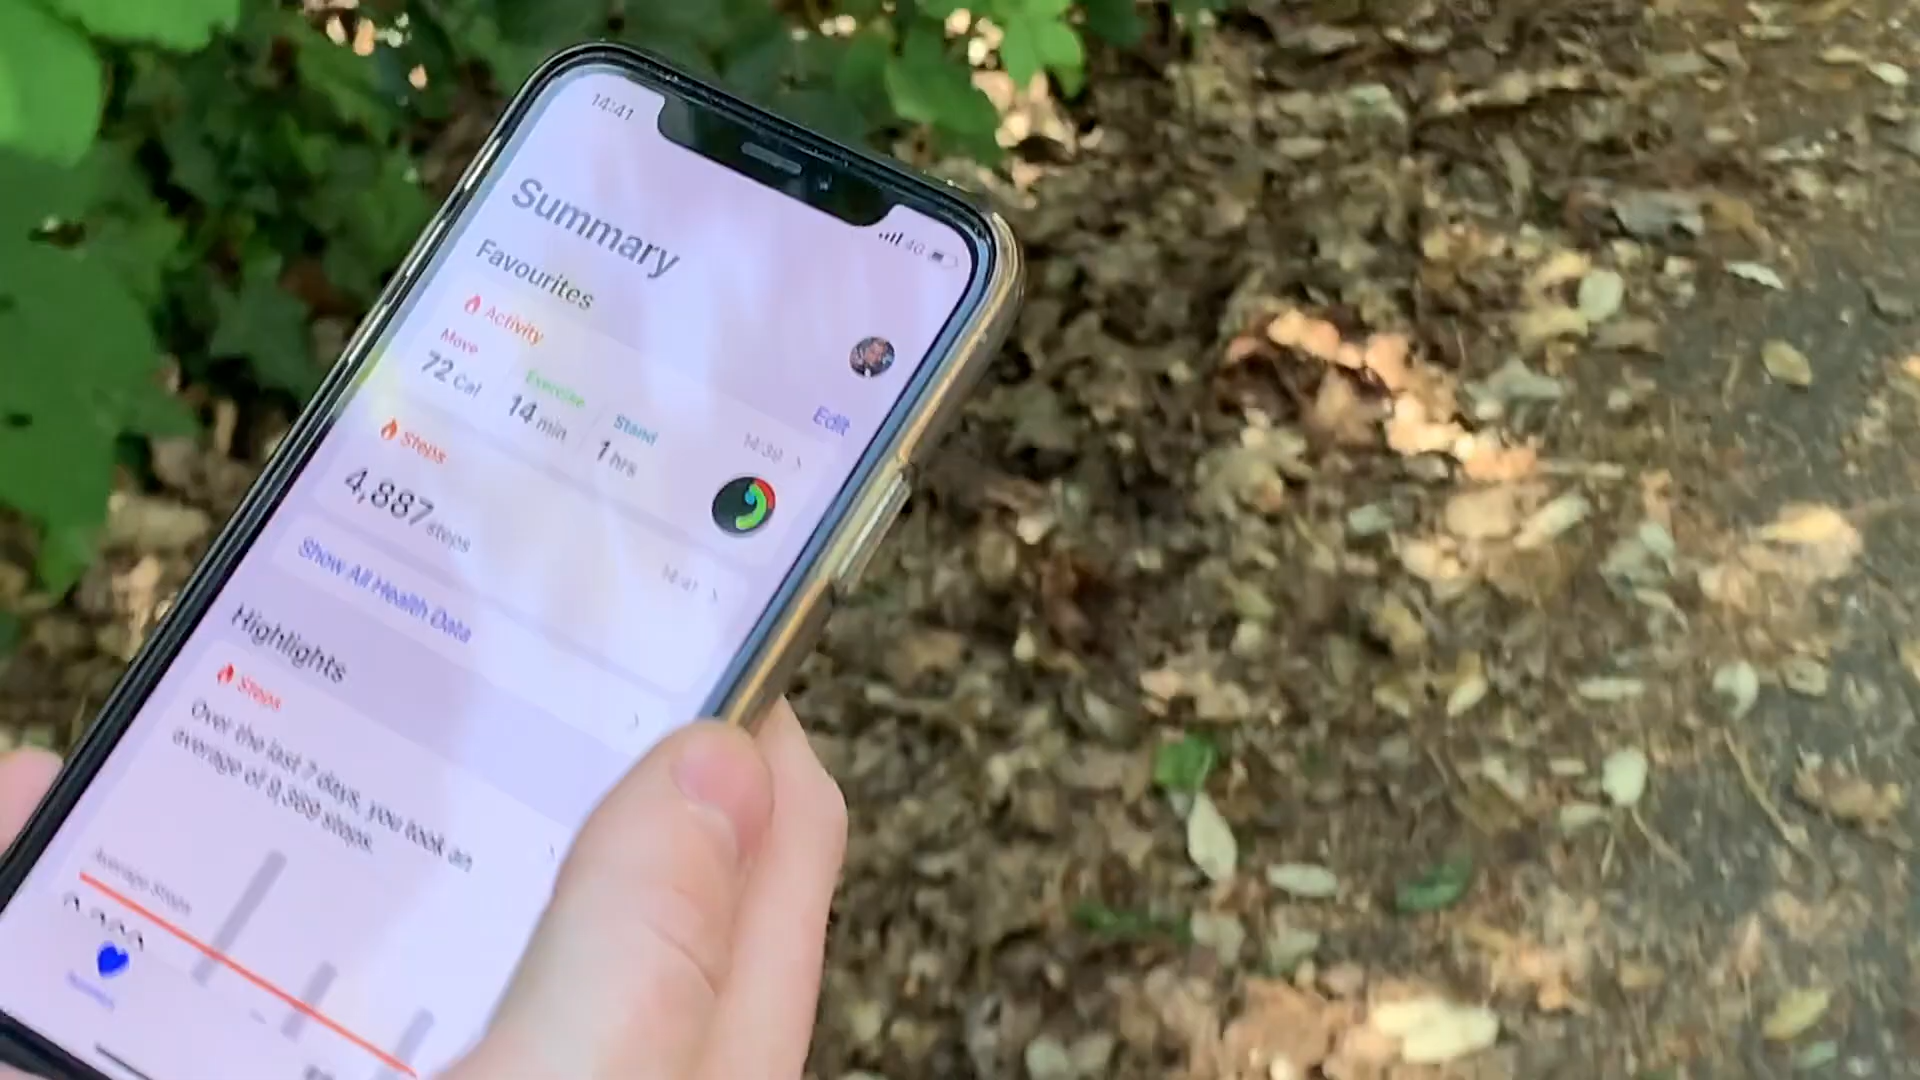 14:41
4G
Summary
Favourites
Edit
Activity
14:39
Move
Exercise
Stand
72 Cal
14 min
1 hrs
Steps
14:41
4,887 steps
Show All Health Data
Highlights
Steps
Over the last 7 days, you took an
average of 9,369 steps.
Average Steps